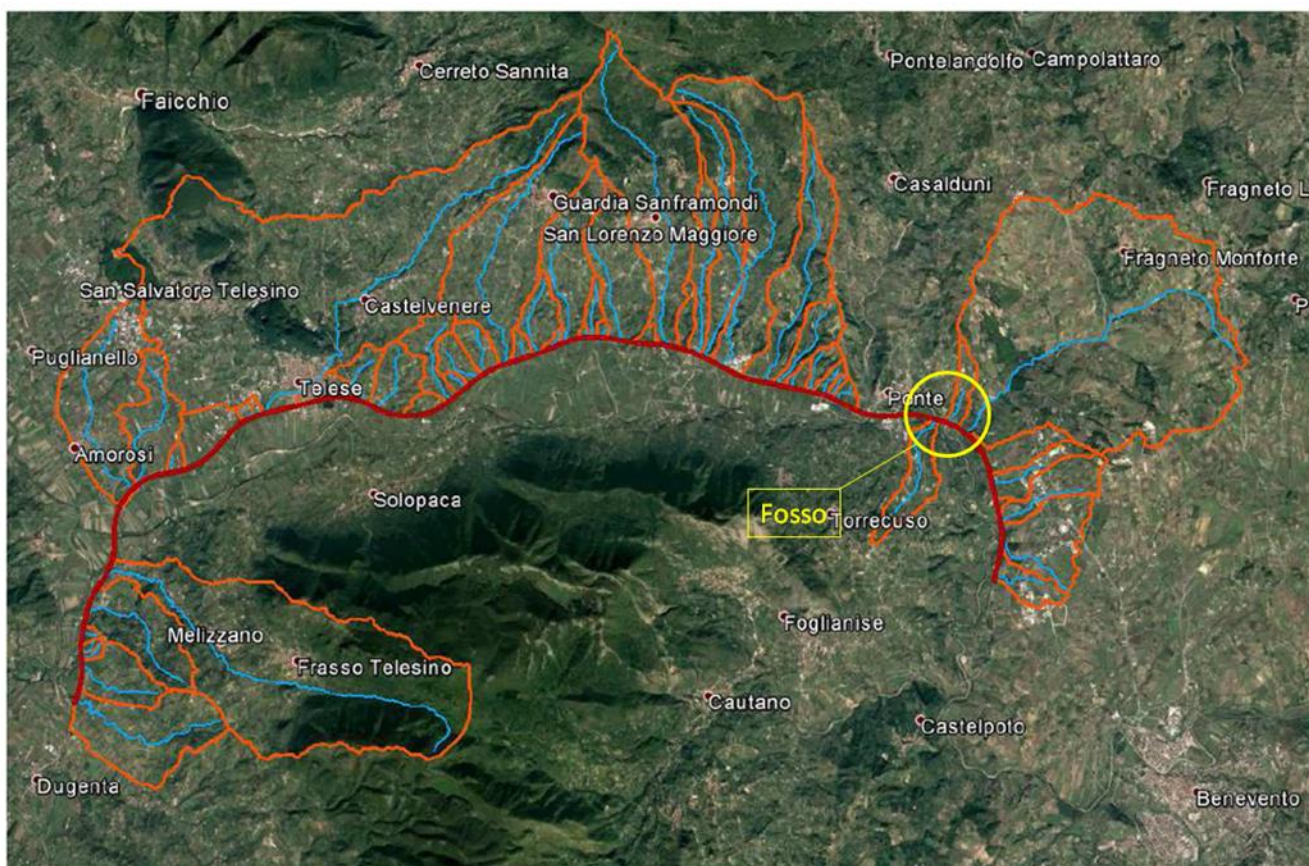 Pontelandolfo
Campolattaro
Cerreto Sannita
Faicchio
Casalduni
Fragneto L
Guardia Sanframondi
San Lorenzo Maggiore
Fragneto Monforte
San Salvatore Telesino
Castelvenere
P
Puglianello
Telese
Ponte
Amorosi
Solopaca
Fosso
Torrecuso
Foglianise
Melizzano
Frasso Telesino
Cautano
Castelpoto
Dugenta
Benevento